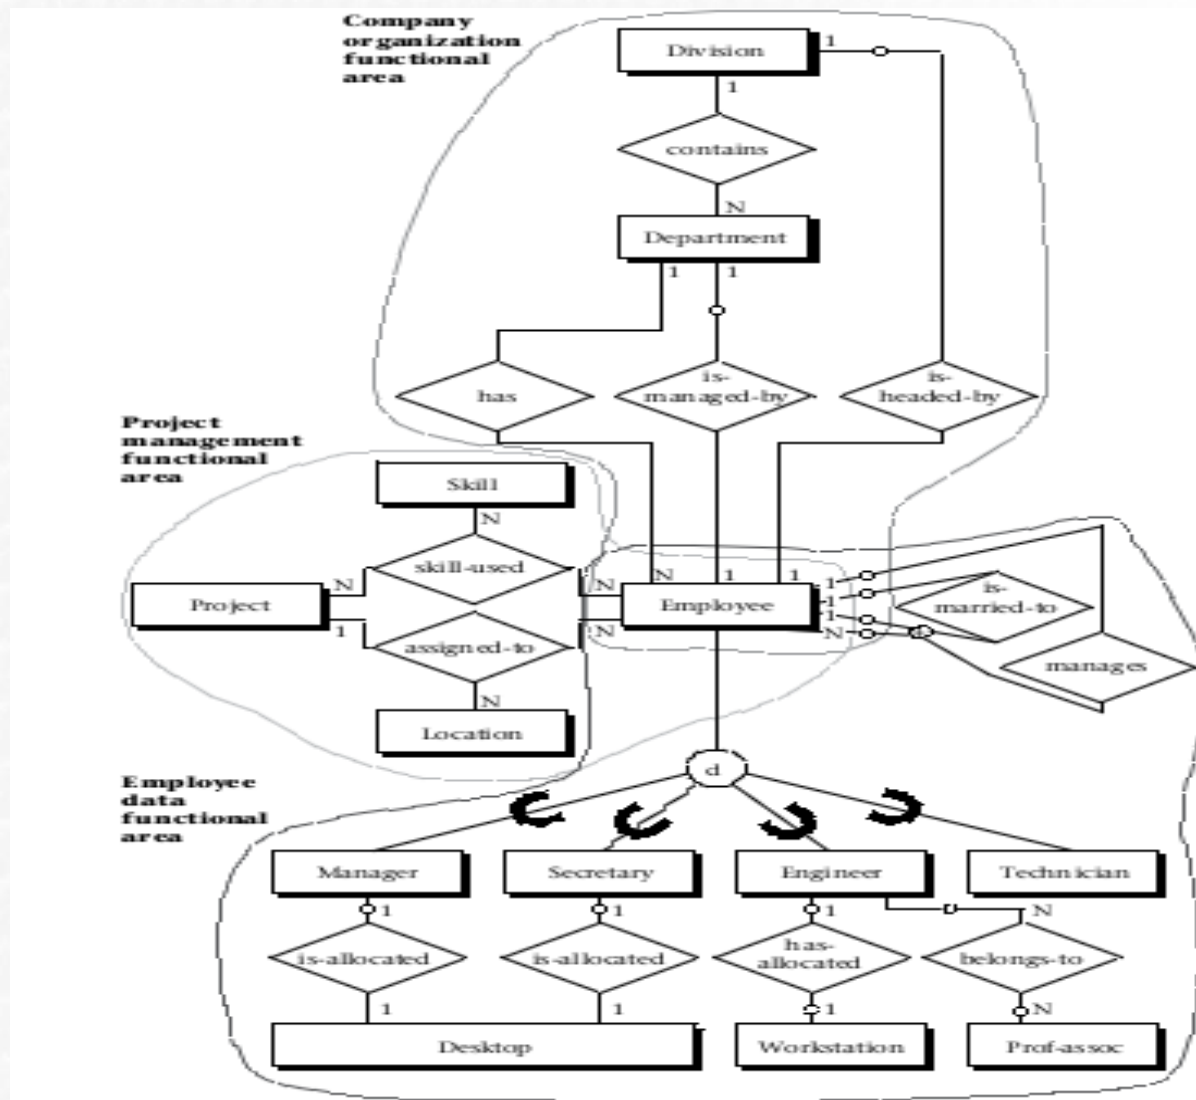 Company
organization
functional
area
Division
1
1
contains
N
Department
1
1
has
is-
managed-by
is-
headed-by
Project
management
functional
area
Skill
N
skill-used
N
N
N
1
1
Project
Employee
1
1
1
N
is-
married-to
1
N
assigned-to
manages
N
Location
d
Employee
data
functional
area
Manager
Secretary
Engineer
Technician
1
1
1
N
is-allocated
is-allocated
has-
allocated
belongs-to
1
1
1
N
Desktop
Workstation
Prof-assoc